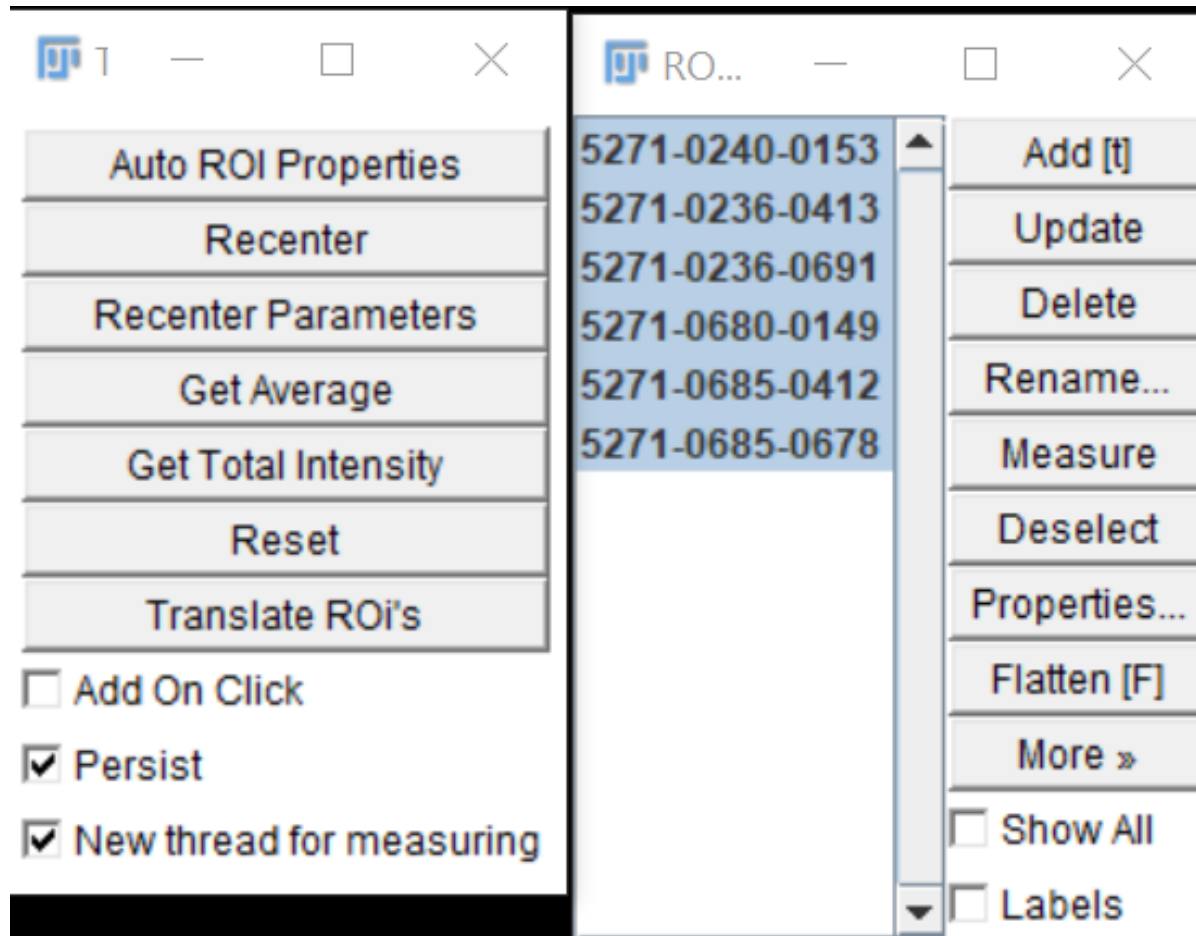 T
Auto ROI Properties
Recenter
Recenter Parameters
Get Average
Get Total Intensity
Reset
Translate ROi's
Add On Click
Persist
New thread for measuring
RO...
5271-0240-0153
5271-0236-0413
5271-0236-0691
5271-0680-0149
5271-0685-0412
5271-0685-0678
Add [t]
Update
Delete
Rename...
Measure
Deselect
Properties...
Flatten [F]
More »
Show All
Labels